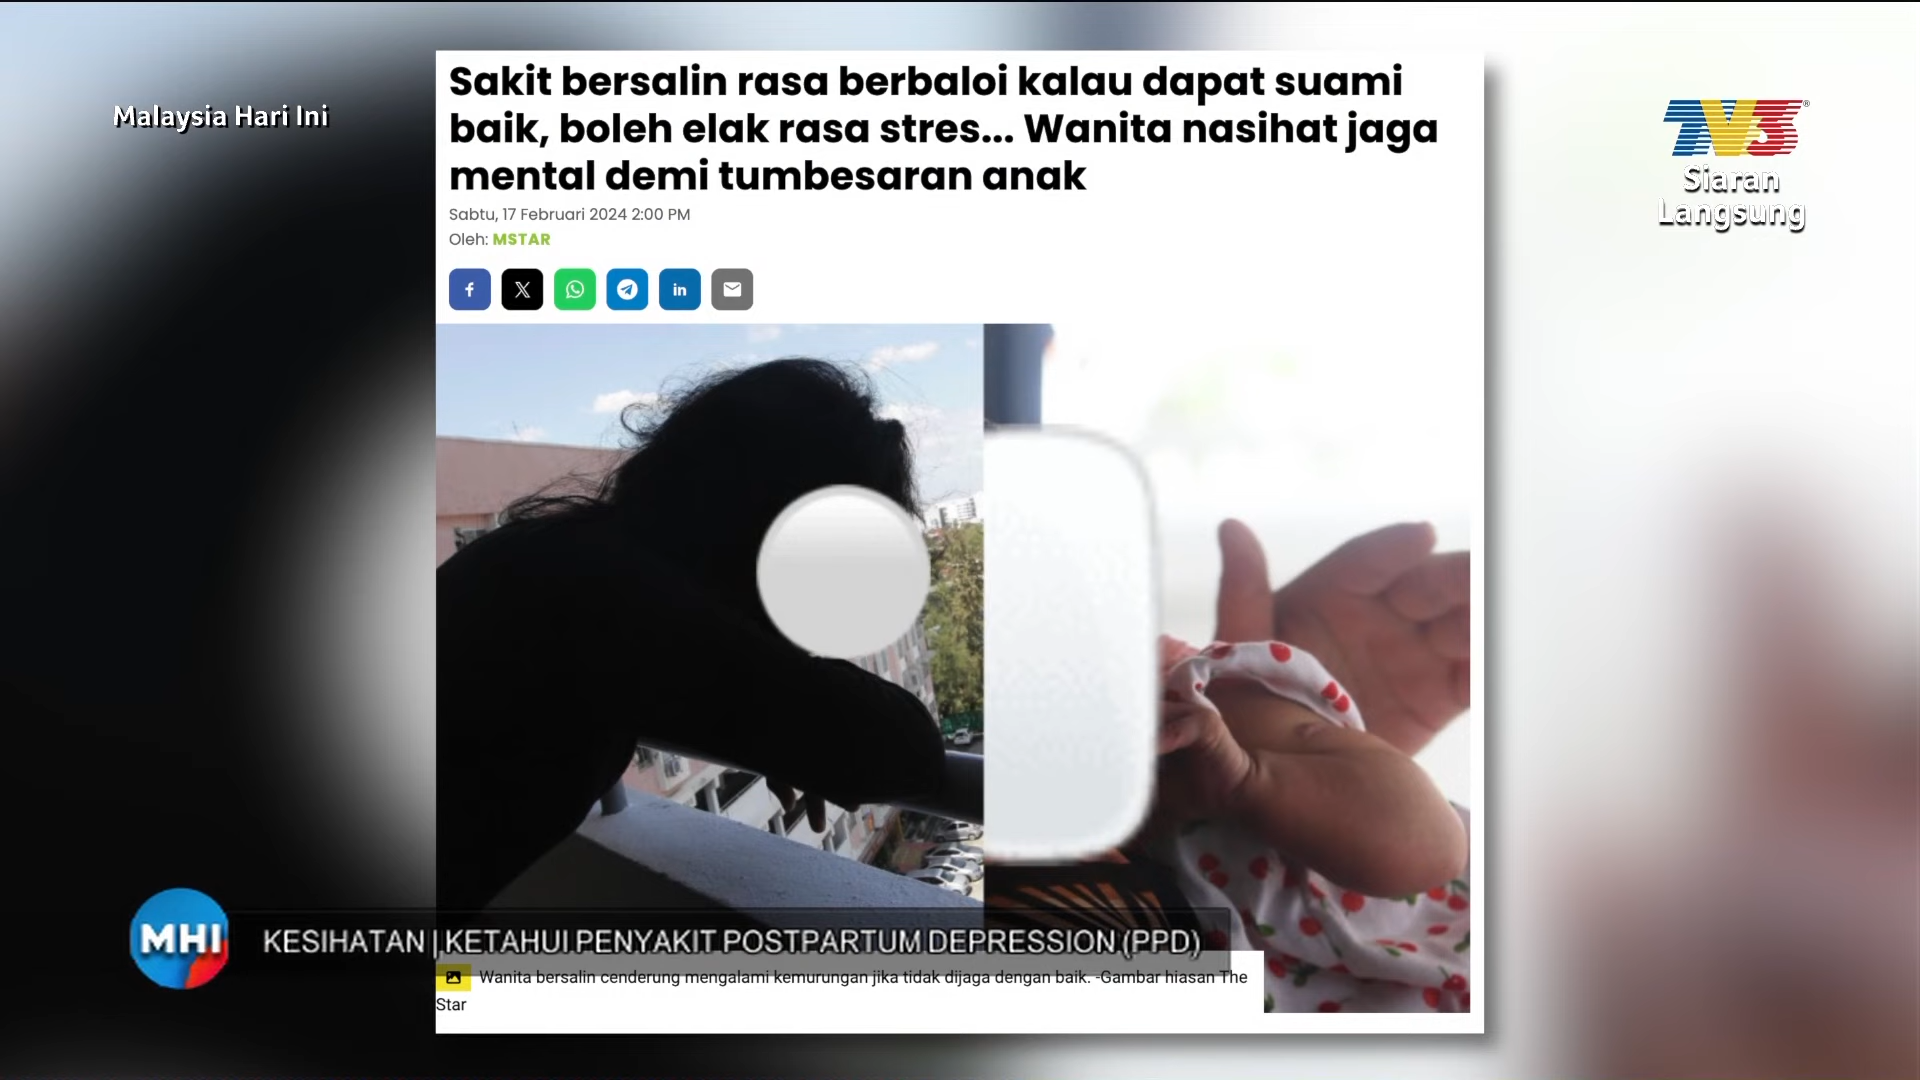 Malaysia Hari Ini
Sakit bersalin rasa berbaloi kalau dapat suami
baik, boleh elak rasa stres... Wanita nasihat jaga
mental demi tumbesaran anak
Sabtu, 17 Februari 2024 2:00 PM
Oleh: MSTAR
f X in
TV3®
Siaran
Langsung
MHI KESIHATAN | KETAHUI PENYAKIT POSTPARTUM DEPRESSION (PPD)
Wanita bersalin cenderung mengalami kemurungan jika tidak dijaga dengan baik. -Gambar hiasan The
Star